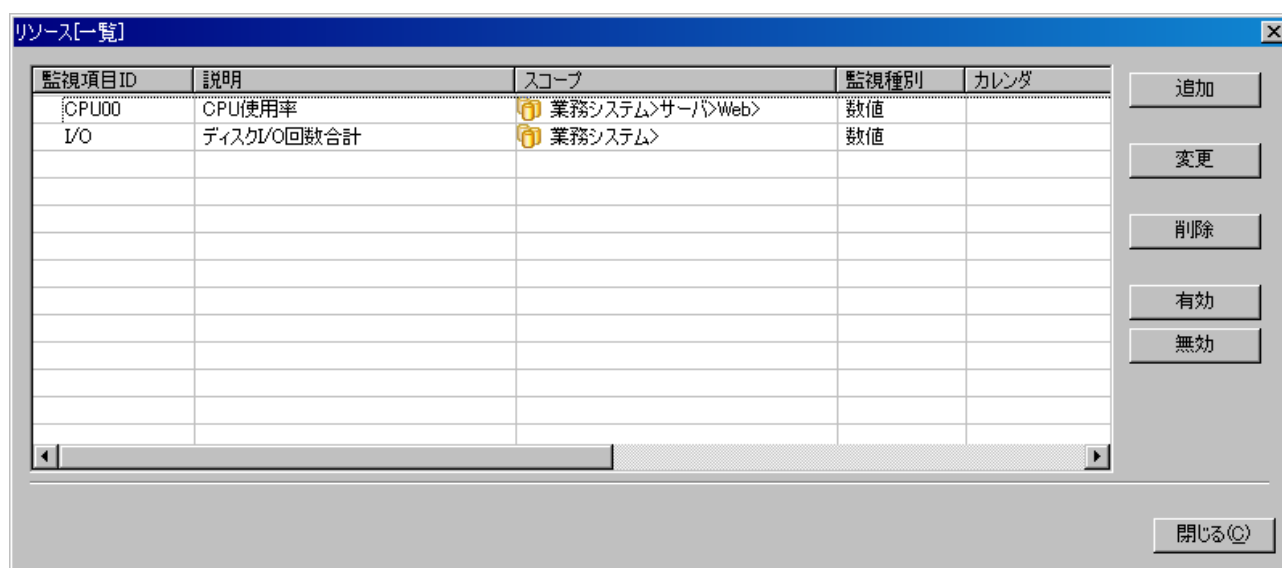 リソース[一覧]
監視項目ID 説明 スコープ 監視種別 カレンダ
CPU00 CPU使用率 業務システム>サーバ>Web> 数値
I/O ディスクI/O回数合計 業務システム> 数値
追加
変更
削除
有効
無効
閉じる(C)